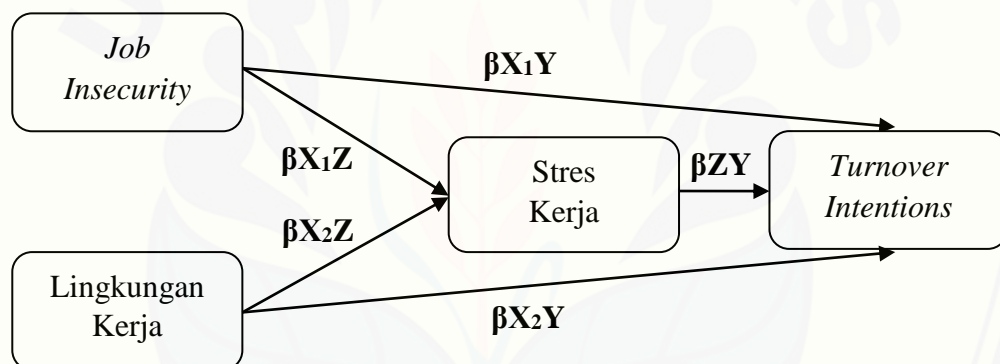 Job
Insecurity
βX₁Y
βX₁Z
Stres
Kerja
βZY
Turnover
Intentions
βX₂Z
Lingkungan
Kerja
βX₂Y